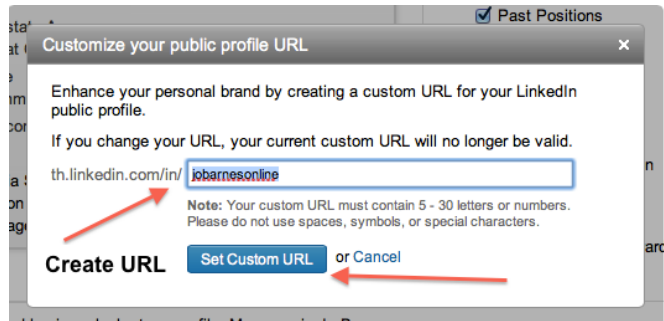 Past Positions
Customize your public profile URL
×
Enhance your personal brand by creating a custom URL for your LinkedIn
public profile.
If you change your URL, your current custom URL will no longer be valid.
th.linkedin.com/in/ jobarnesonline
Note: Your custom URL must contain 5 - 30 letters or numbers.
Please do not use spaces, symbols, or special characters.
Create URL
Set Custom URL or Cancel